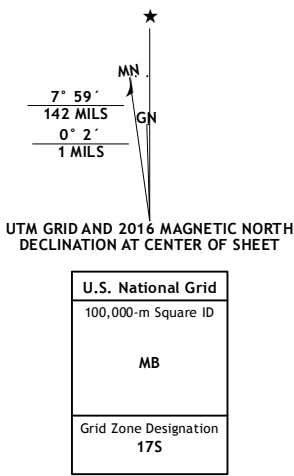 ★
MN
GN
7° 59´
142 MILS
0° 2´
1 MILS
UTM GRID AND 2016 MAGNETIC NORTH
DECLINATION AT CENTER OF SHEET
U.S. National Grid
100,000-m Square ID
MB
Grid Zone Designation
17S